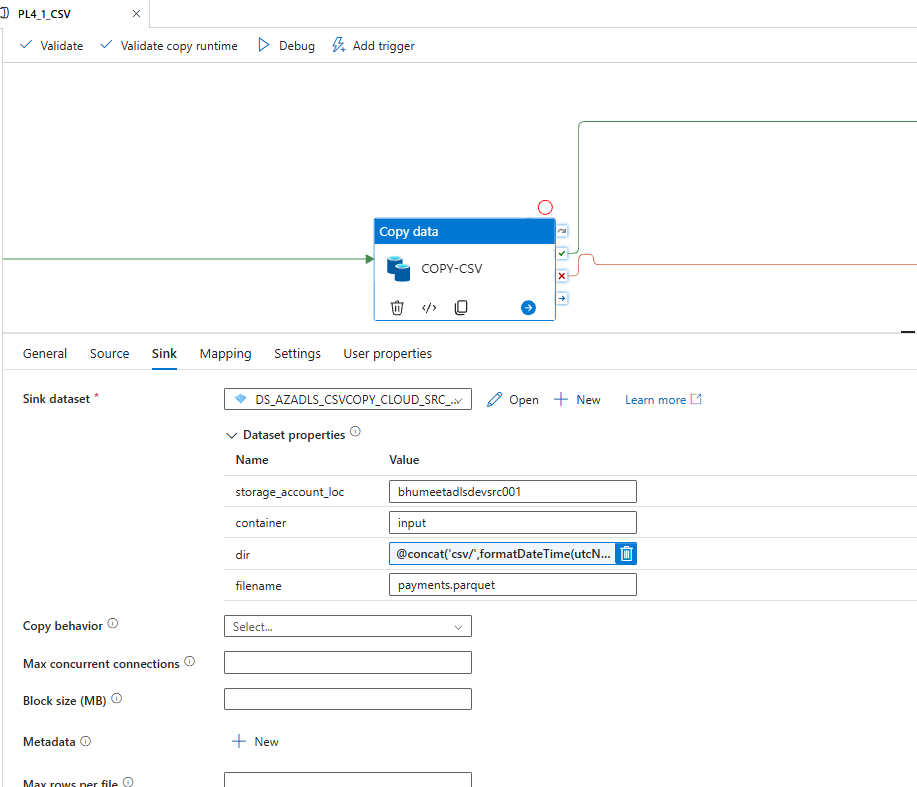 PL4_1_CSV
Validate Validate copy runtime Debug Add trigger
Copy data
COPY-CSV
General Source Sink Mapping Settings User properties
Sink dataset * DS_AZADLS_CSVCOPY_CLOUD_SRC_... Open New Learn more
Dataset properties
Name Value
storage_account_loc bhumeetadlsdevsrc001
container input
dir @concat('csv/',formatDateTime(utcN...
filename payments.parquet
Copy behavior Select...
Max concurrent connections
Block size (MB)
Metadata New
Max rows per file